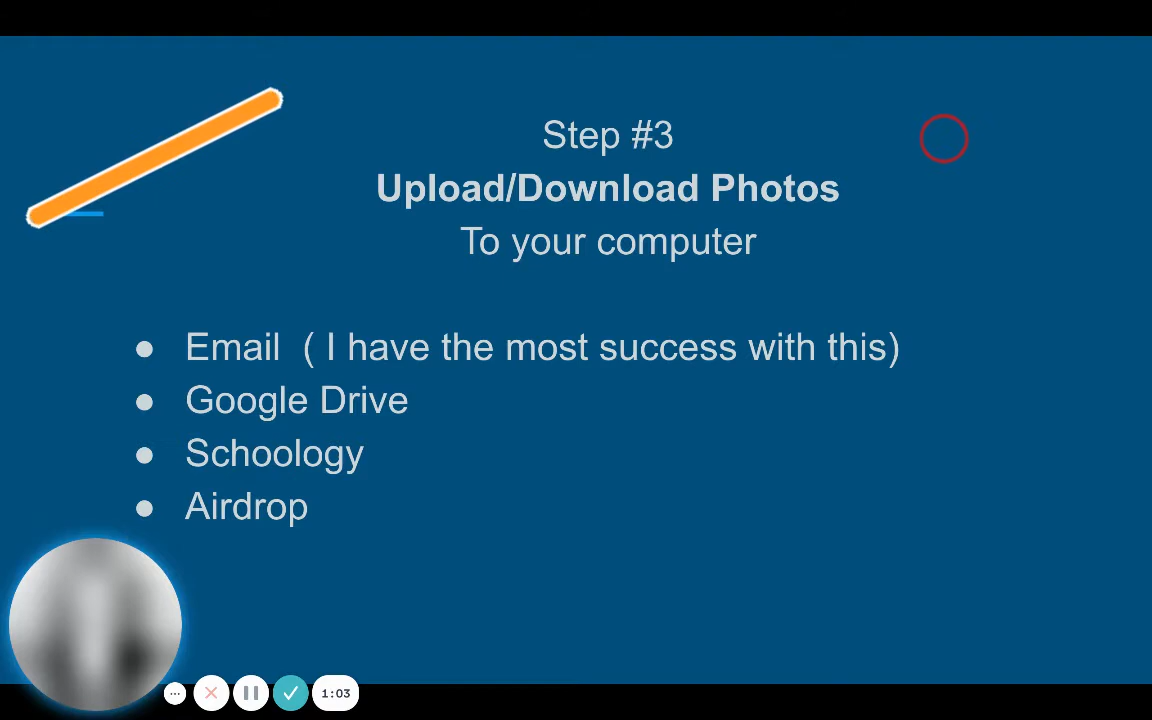 Step #3
Upload/Download Photos
To your computer
● Email ( I have the most success with this)
● Google Drive
● Schoology
● Airdrop
1:03